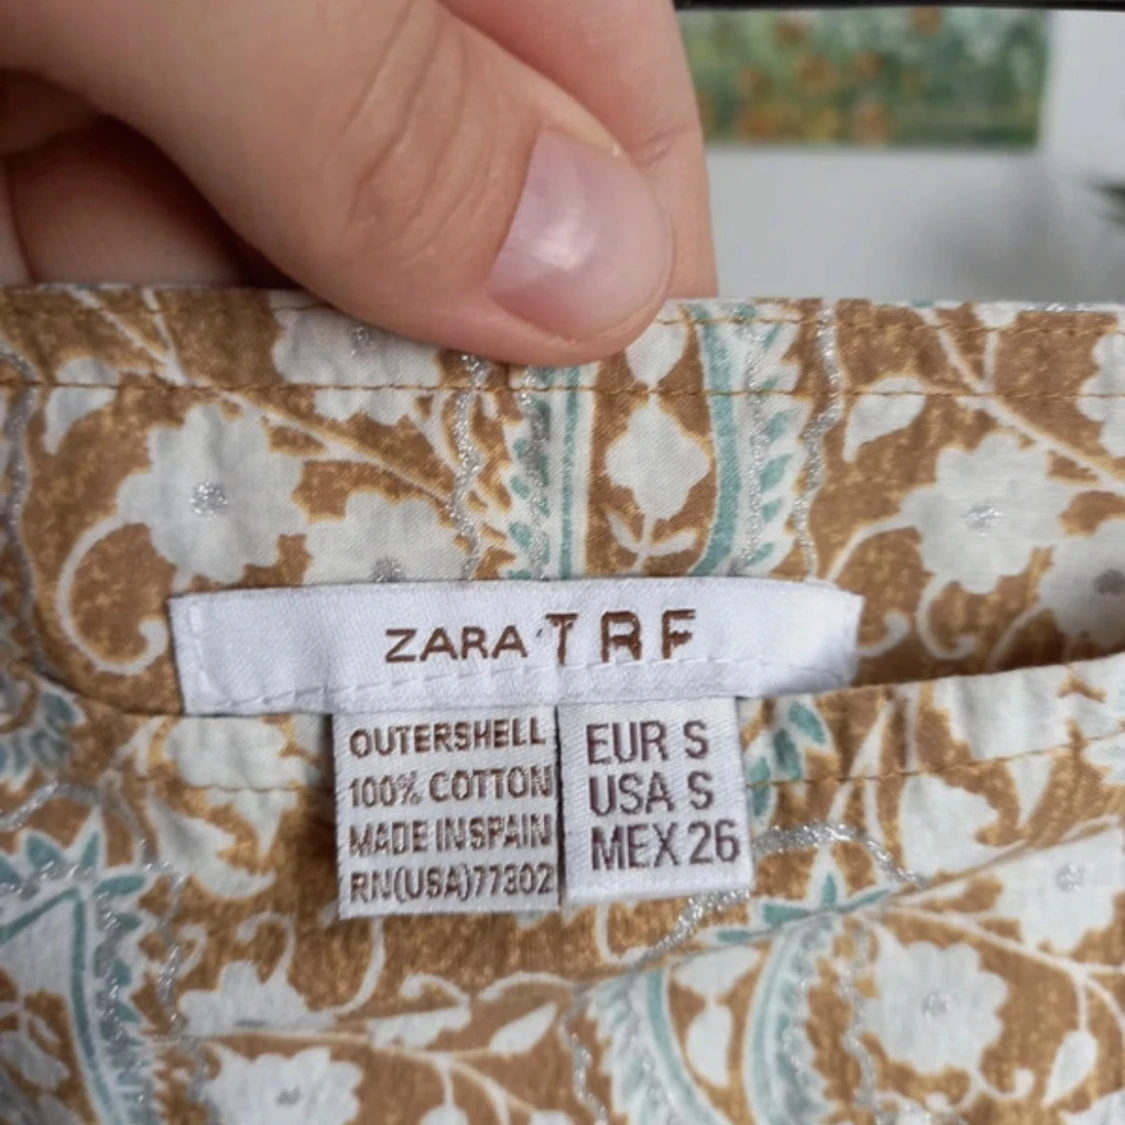 ZARA TRF
OUTERSHELL
100% COTTON
MADE IN SPAIN
RN(USA)77302
EUR S
USA S
MEX 26